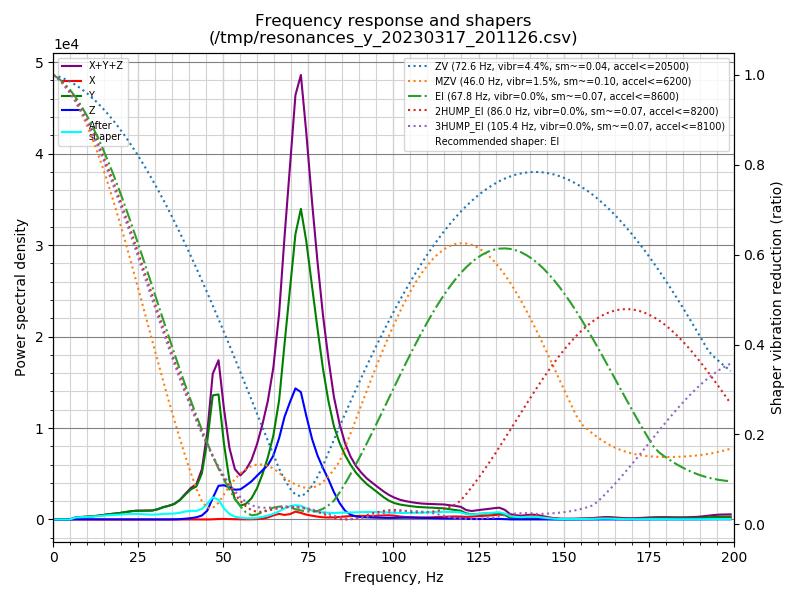 Frequency response and shapers
(/tmp/resonances_y_20230317_201126.csv)
1e4
X+Y+Z
X
Y
Z
After
shaper
ZV (72.6 Hz, vibr=4.4%, sm~=0.04, accel<=20500)
MZV (46.0 Hz, vibr=1.5%, sm~=0.10, accel<=6200)
EI (67.8 Hz, vibr=0.0%, sm~=0.07, accel<=8600)
2HUMP_EI (86.0 Hz, vibr=0.0%, sm~=0.07, accel<=8200)
3HUMP_EI (105.4 Hz, vibr=0.0%, sm~=0.07, accel<=8100)
Recommended shaper: EI
Power spectral density
5
4
3
2
1
0
1.0
0.8
0.6
0.4
0.2
0.0
Shaper vibration reduction (ratio)
0 25 50 75 100 125 150 175 200
Frequency, Hz